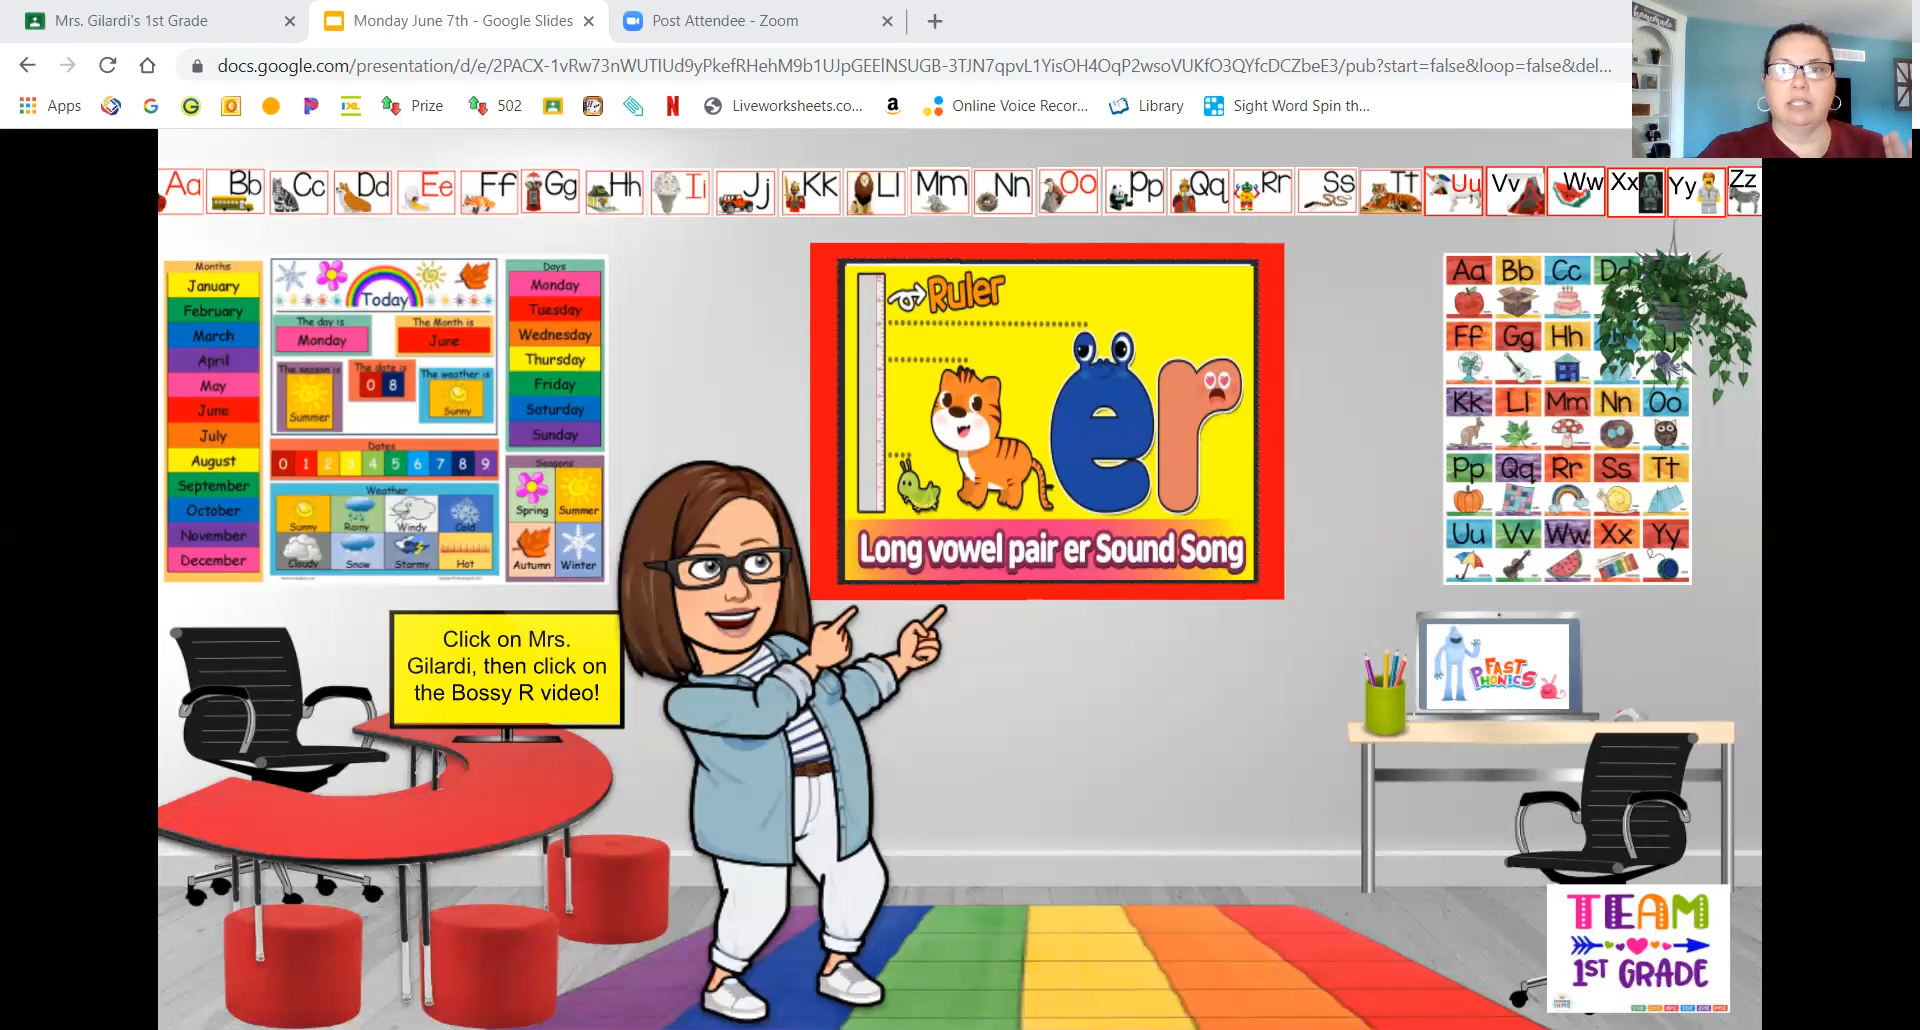 Mrs. Gilardi's 1st Grade
Monday June 7th - Google Slides
Post Attendee - Zoom
docs.google.com/presentation/d/e/2PACX-1vRw73nWUTlUd9yPkefRHehM9b1UJpGEElNSUGB-3TJN7qpvL1YisOH4OqP2wsoVUKfO3QYfcDCZbeE3/pub?start=false&loop=false&del...
Apps
IXL
Prize
502
Liveworksheets.co...
Online Voice Recor...
Library
Sight Word Spin th...
homemade
Aa Bb Cc Dd Ee Ff Gg Hh Ii Jj Kk Ll Mm Nn Oo Pp Qq Rr Ss Tt Uu Vv Ww Xx Yy Zz
Months
January
February
March
April
May
June
July
August
September
October
November
December
Today
The day is
Monday
The Month is
June
The season is
Summer
The date is
0 8
The weather is
Sunny
Dates
0 1 2 3 4 5 6 7 8 9
Weather
Sunny Rainy Windy Cold
Cloudy Snow Stormy Hot
Days
Monday
Tuesday
Wednesday
Thursday
Friday
Saturday
Sunday
Seasons
Spring Summer
Autumn Winter
Ruler
er
Long vowel pair er Sound Song
Aa Bb Cc Dd
Ff Gg Hh
Kk Ll Mm Nn Oo
Pp Qq Rr Ss Tt
Uu Vv Ww Xx Yy
Click on Mrs.
Gilardi, then click on
the Bossy R video!
FAST
PHONICS
TEAM
1ST GRADE